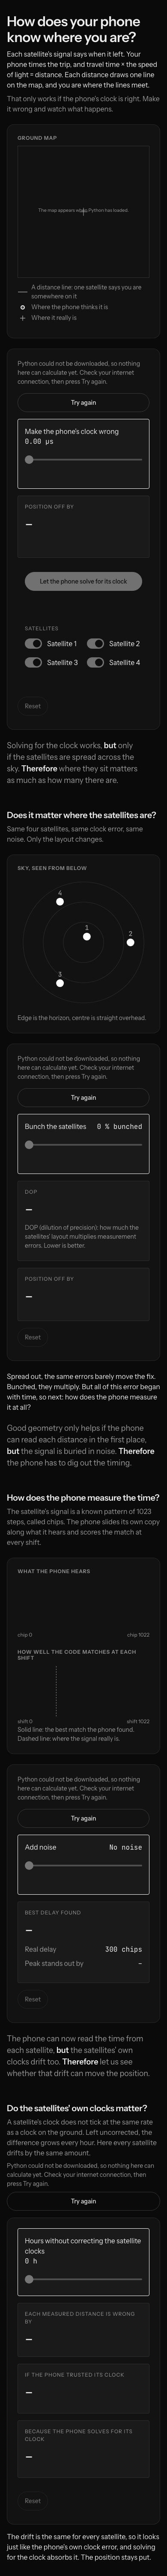 How does your phone
know where you are?
Each satellite's signal says when it left. Your
phone times the trip, and travel time × the speed
of light = distance. Each distance draws one line
on the map, and you are where the lines meet.
That only works if the phone's clock is right. Make
it wrong and watch what happens.
GROUND MAP
The map appears when Python has loaded.
A distance line: one satellite says you are
somewhere on it
Where the phone thinks it is
Where it really is
Python could not be downloaded, so nothing
here can calculate yet. Check your internet
connection, then press Try again.
Try again
Make the phone's clock wrong
0.00 µs
POSITION OFF BY
–
Let the phone solve for its clock
SATELLITES
Satellite 1
Satellite 2
Satellite 3
Satellite 4
Reset
Solving for the clock works, but only
if the satellites are spread across the
sky. Therefore where they sit matters
as much as how many there are.
Does it matter where the satellites are?
Same four satellites, same clock error, same
noise. Only the layout changes.
SKY, SEEN FROM BELOW
4
1
2
3
Edge is the horizon, centre is straight overhead.
Python could not be downloaded, so nothing
here can calculate yet. Check your internet
connection, then press Try again.
Try again
Bunch the satellites 0 % bunched
DOP
–
DOP (dilution of precision): how much the
satellites' layout multiplies measurement
errors. Lower is better.
POSITION OFF BY
–
Reset
Spread out, the same errors barely move the fix.
Bunched, they multiply. But all of this error began
with time, so next: how does the phone measure
it at all?
Good geometry only helps if the phone
can read each distance in the first place,
but the signal is buried in noise. Therefore
the phone has to dig out the timing.
How does the phone measure the time?
The satellite's signal is a known pattern of 1023
steps, called chips. The phone slides its own copy
along what it hears and scores the match at
every shift.
WHAT THE PHONE HEARS
chip 0 chip 1022
HOW WELL THE CODE MATCHES AT EACH
SHIFT
shift 0 shift 1022
Solid line: the best match the phone found.
Dashed line: where the signal really is.
Python could not be downloaded, so nothing
here can calculate yet. Check your internet
connection, then press Try again.
Try again
Add noise No noise
BEST DELAY FOUND
–
Real delay 300 chips
Peak stands out by –
Reset
The phone can now read the time from
each satellite, but the satellites' own
clocks drift too. Therefore let us see
whether that drift can move the position.
Do the satellites' own clocks matter?
A satellite's clock does not tick at the same rate
as a clock on the ground. Left uncorrected, the
difference grows every hour. Here every satellite
drifts by the same amount.
Python could not be downloaded, so nothing here can
calculate yet. Check your internet connection, then
press Try again.
Try again
Hours without correcting the satellite
clocks
0 h
EACH MEASURED DISTANCE IS WRONG
BY
–
IF THE PHONE TRUSTED ITS CLOCK
–
BECAUSE THE PHONE SOLVES FOR ITS
CLOCK
–
Reset
The drift is the same for every satellite, so it looks
just like the phone's own clock error, and solving
for the clock absorbs it. The position stays put.